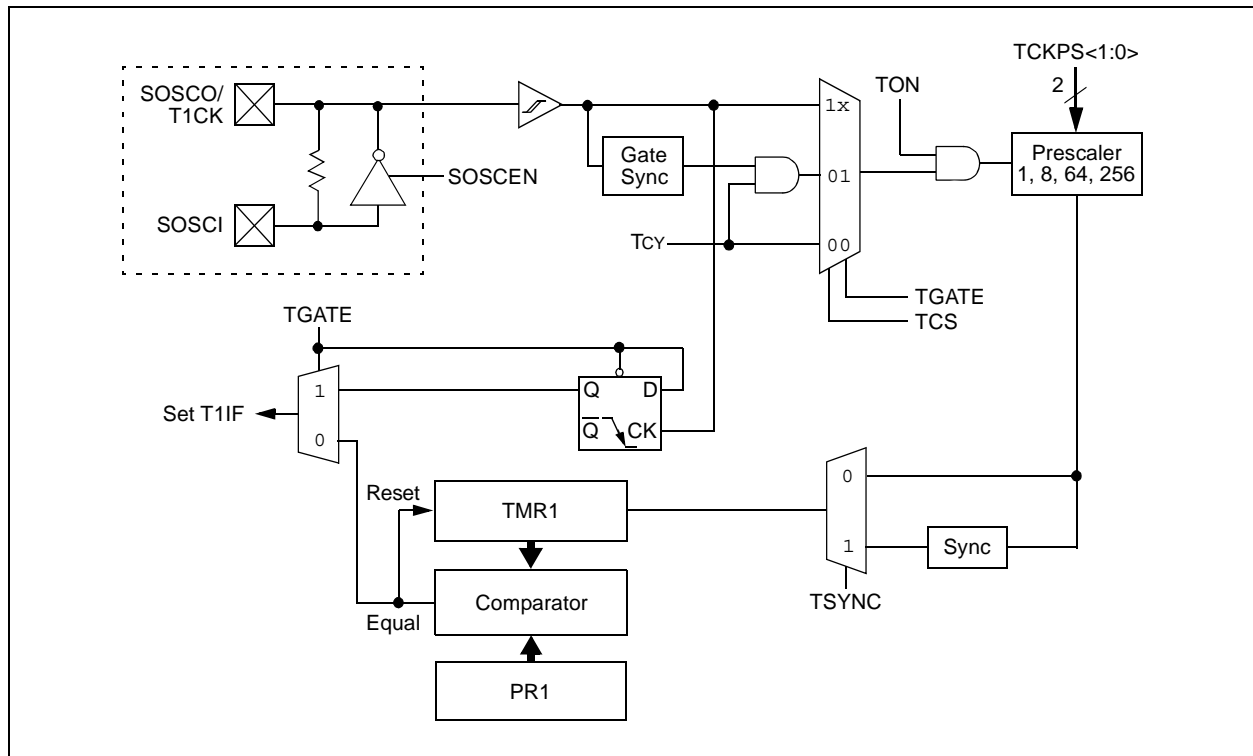 TCKPS<1:0>
2
SOSCO/
T1CK
TON
1x
Gate
Sync
Prescaler
1, 8, 64, 256
SOSCEN
01
SOSCI
TCY
00
TGATE
TCS
TGATE
1
Q
D
Set T1IF
Q
CK
0
Reset
TMR1
0
1
Sync
TSYNC
Comparator
Equal
PR1